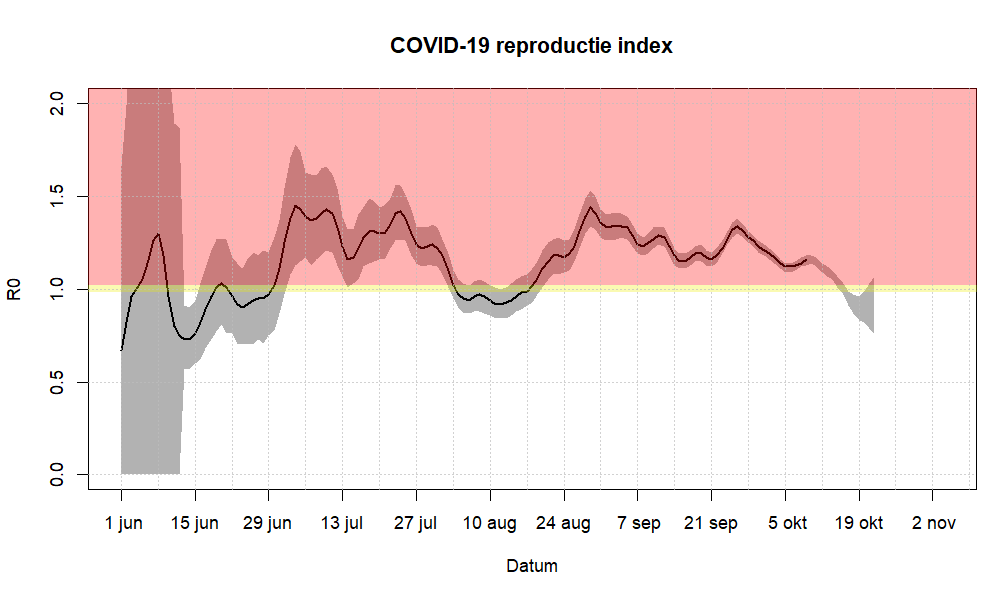 COVID-19 reproductie index
R0
2.0
1.5
1.0
0.5
0.0
1 jun 15 jun 29 jun 13 jul 27 jul 10 aug 24 aug 7 sep 21 sep 5 okt 19 okt 2 nov
Datum